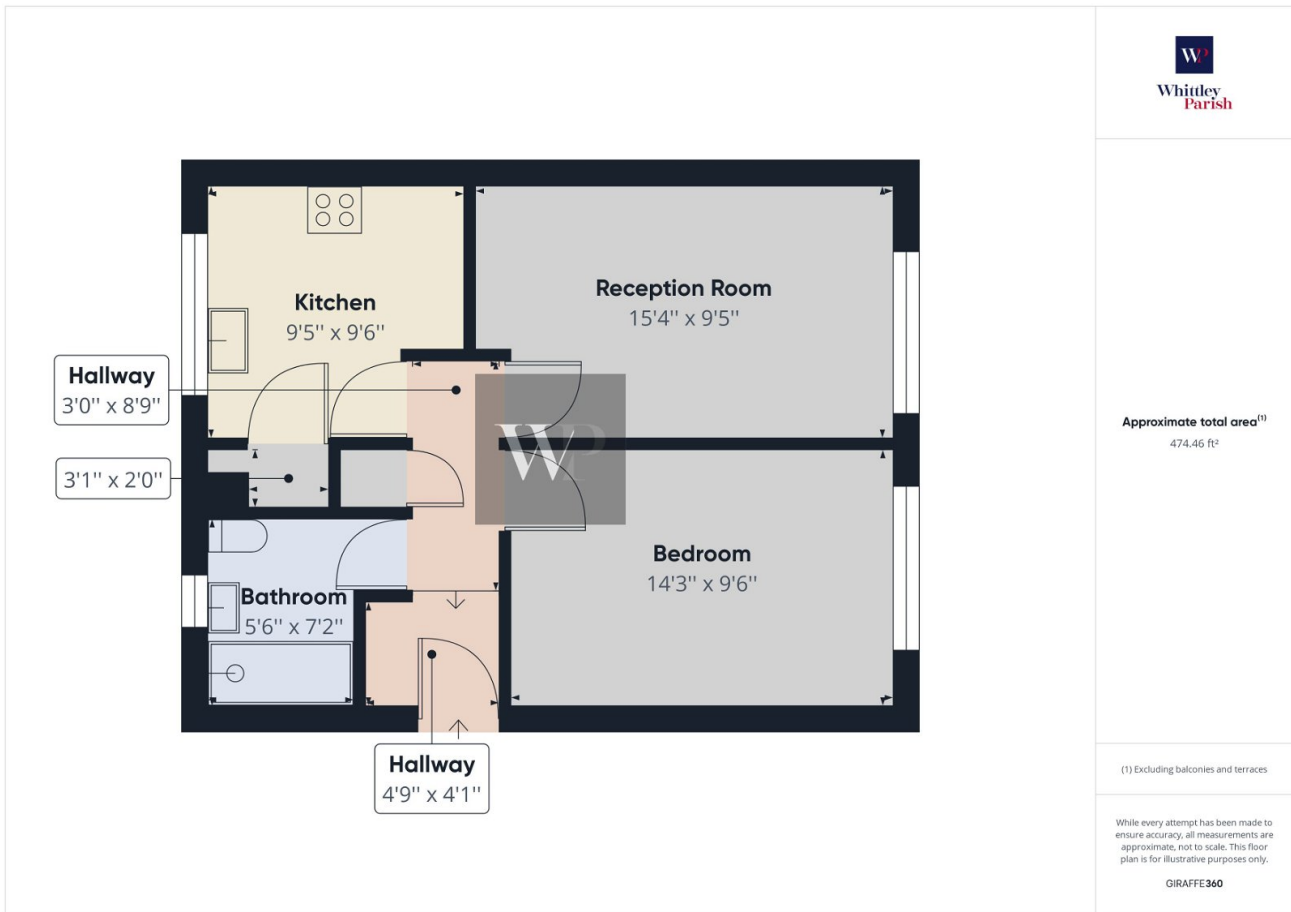 Kitchen
9'5'' x 9'6''
Reception Room
15'4'' x 9'5''
Hallway
3'0'' x 8'9''
3'1'' x 2'0''
WP
Bedroom
14'3'' x 9'6''
Bathroom
5'6'' x 7'2''
Hallway
4'9'' x 4'1''
WP
Whittley
Parish
Approximate total area(1)
474.46 ft²
(1) Excluding balconies and terraces
While every attempt has been made to
ensure accuracy, all measurements are
approximate, not to scale. This floor
plan is for illustrative purposes only.
GIRAFFE360